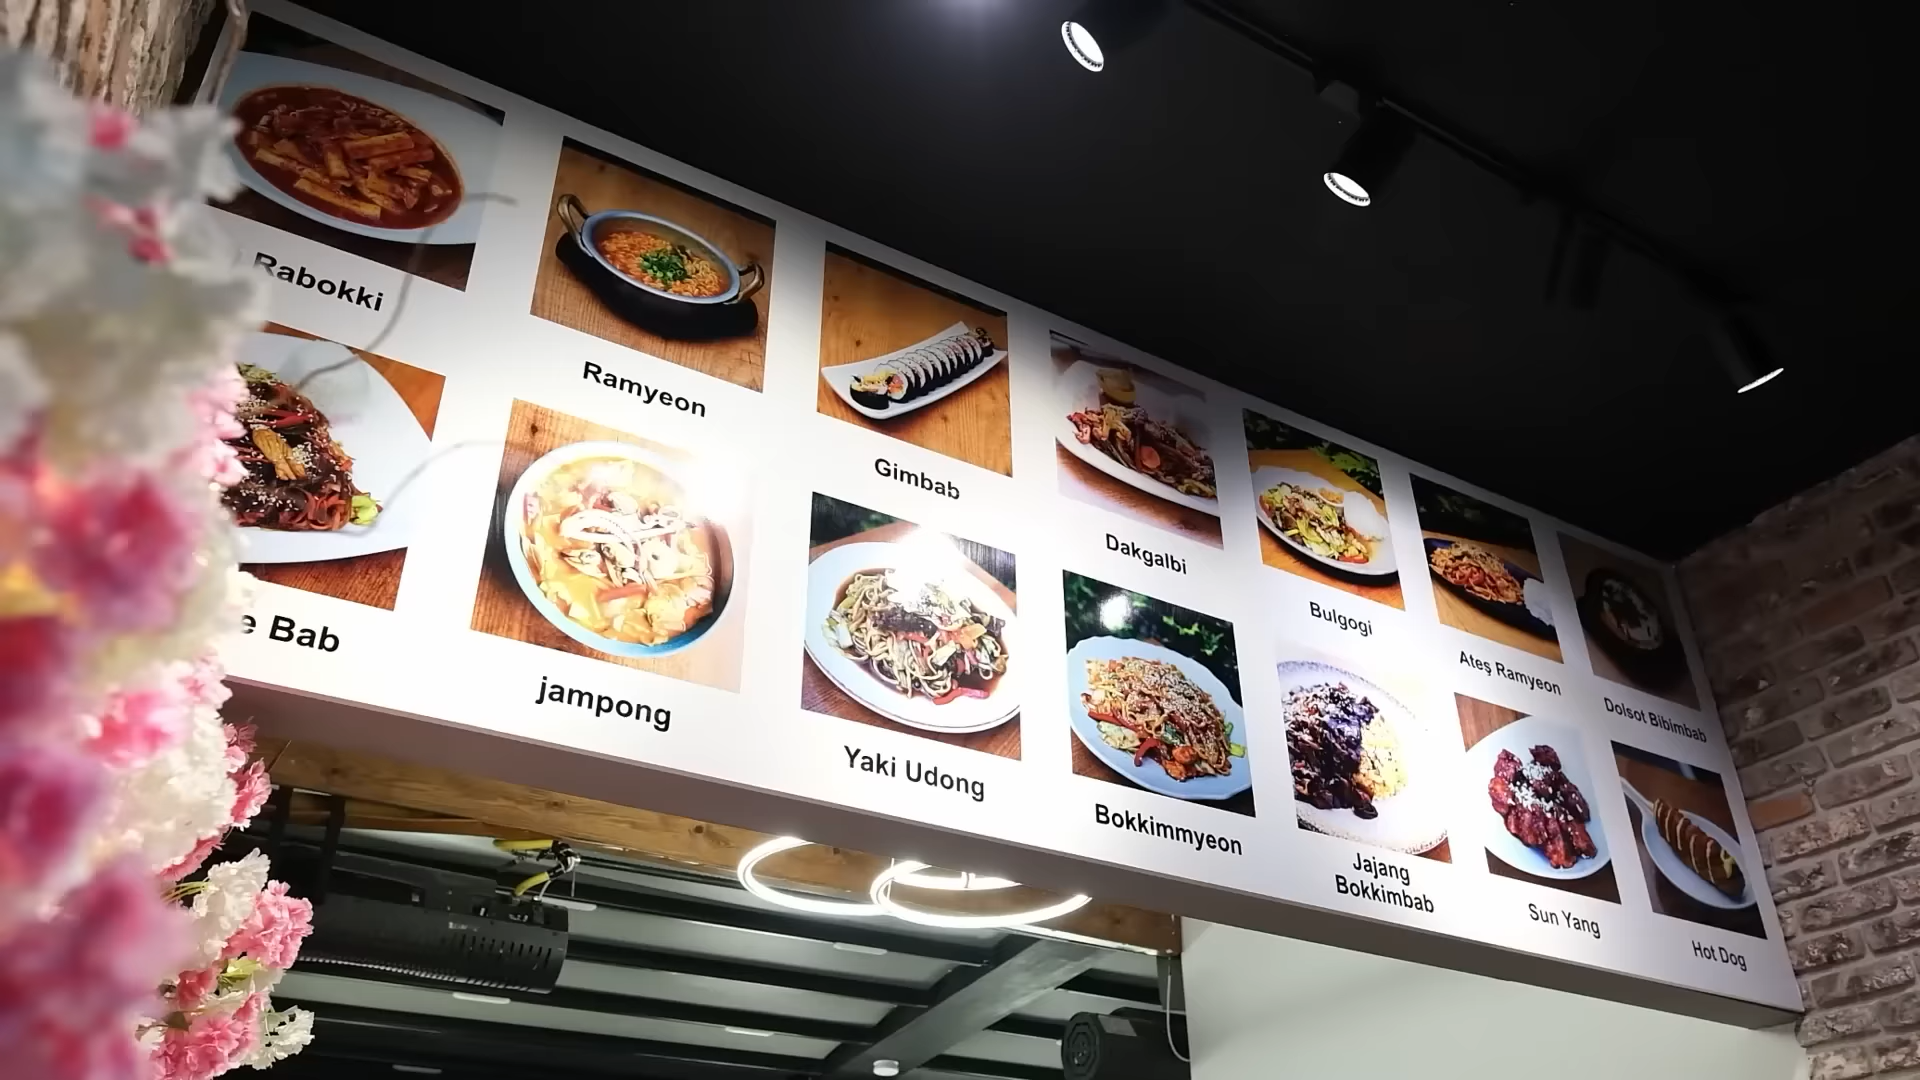 Rabokki
Ramyeon
Gimbab
Dakgalbi
Bulgogi
Ateş Ramyeon
Dolsot Bibimbab
Bab
jampong
Yaki Udong
Bokkimmyeon
Jajang
Bokkimbab
Sun Yang
Hot Dog